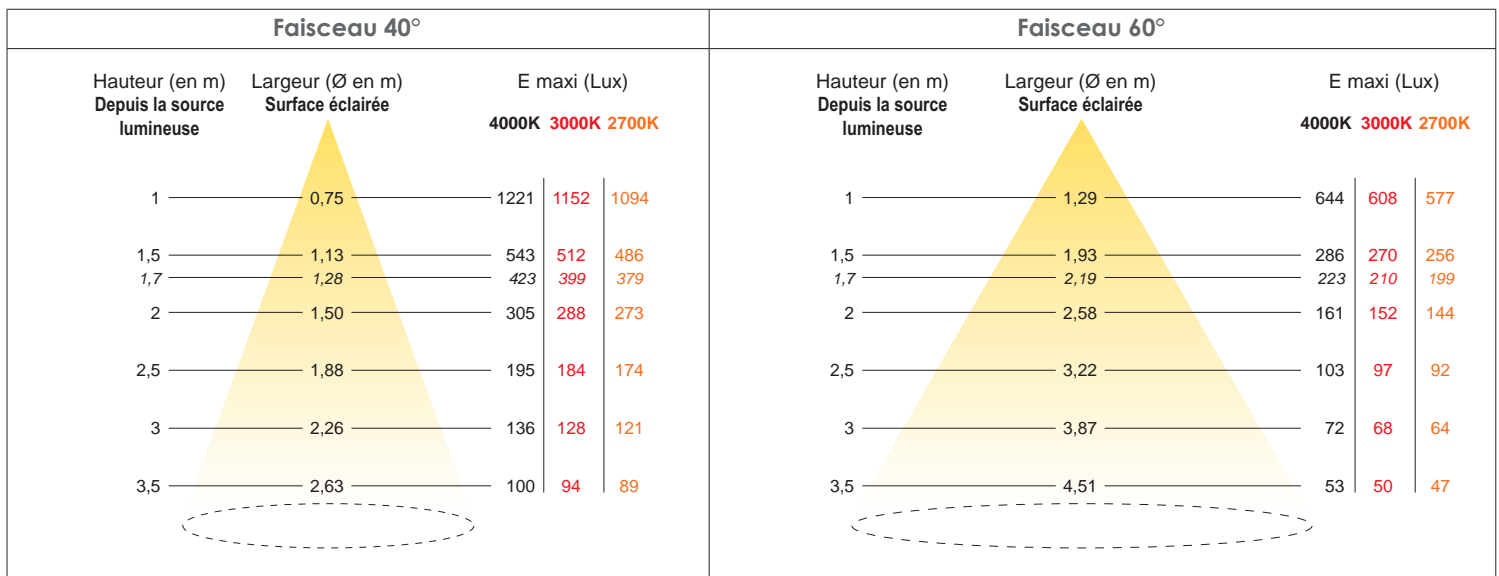 Faisceau 40°
Hauteur (en m) Largeur (Ø en m) E maxi (Lux)
Depuis la source Surface éclairée
lumineuse 4000K 3000K 2700K
1 0,75 1221 1152 1094
1,5 1,13 543 512 486
1,7 1,28 423 399 379
2 1,50 305 288 273
2,5 1,88 195 184 174
3 2,26 136 128 121
3,5 2,63 100 94 89
Faisceau 60°
Hauteur (en m) Largeur (Ø en m) E maxi (Lux)
Depuis la source Surface éclairée
lumineuse 4000K 3000K 2700K
1 1,29 644 608 577
1,5 1,93 286 270 256
1,7 2,19 223 210 199
2 2,58 161 152 144
2,5 3,22 103 97 92
3 3,87 72 68 64
3,5 4,51 53 50 47